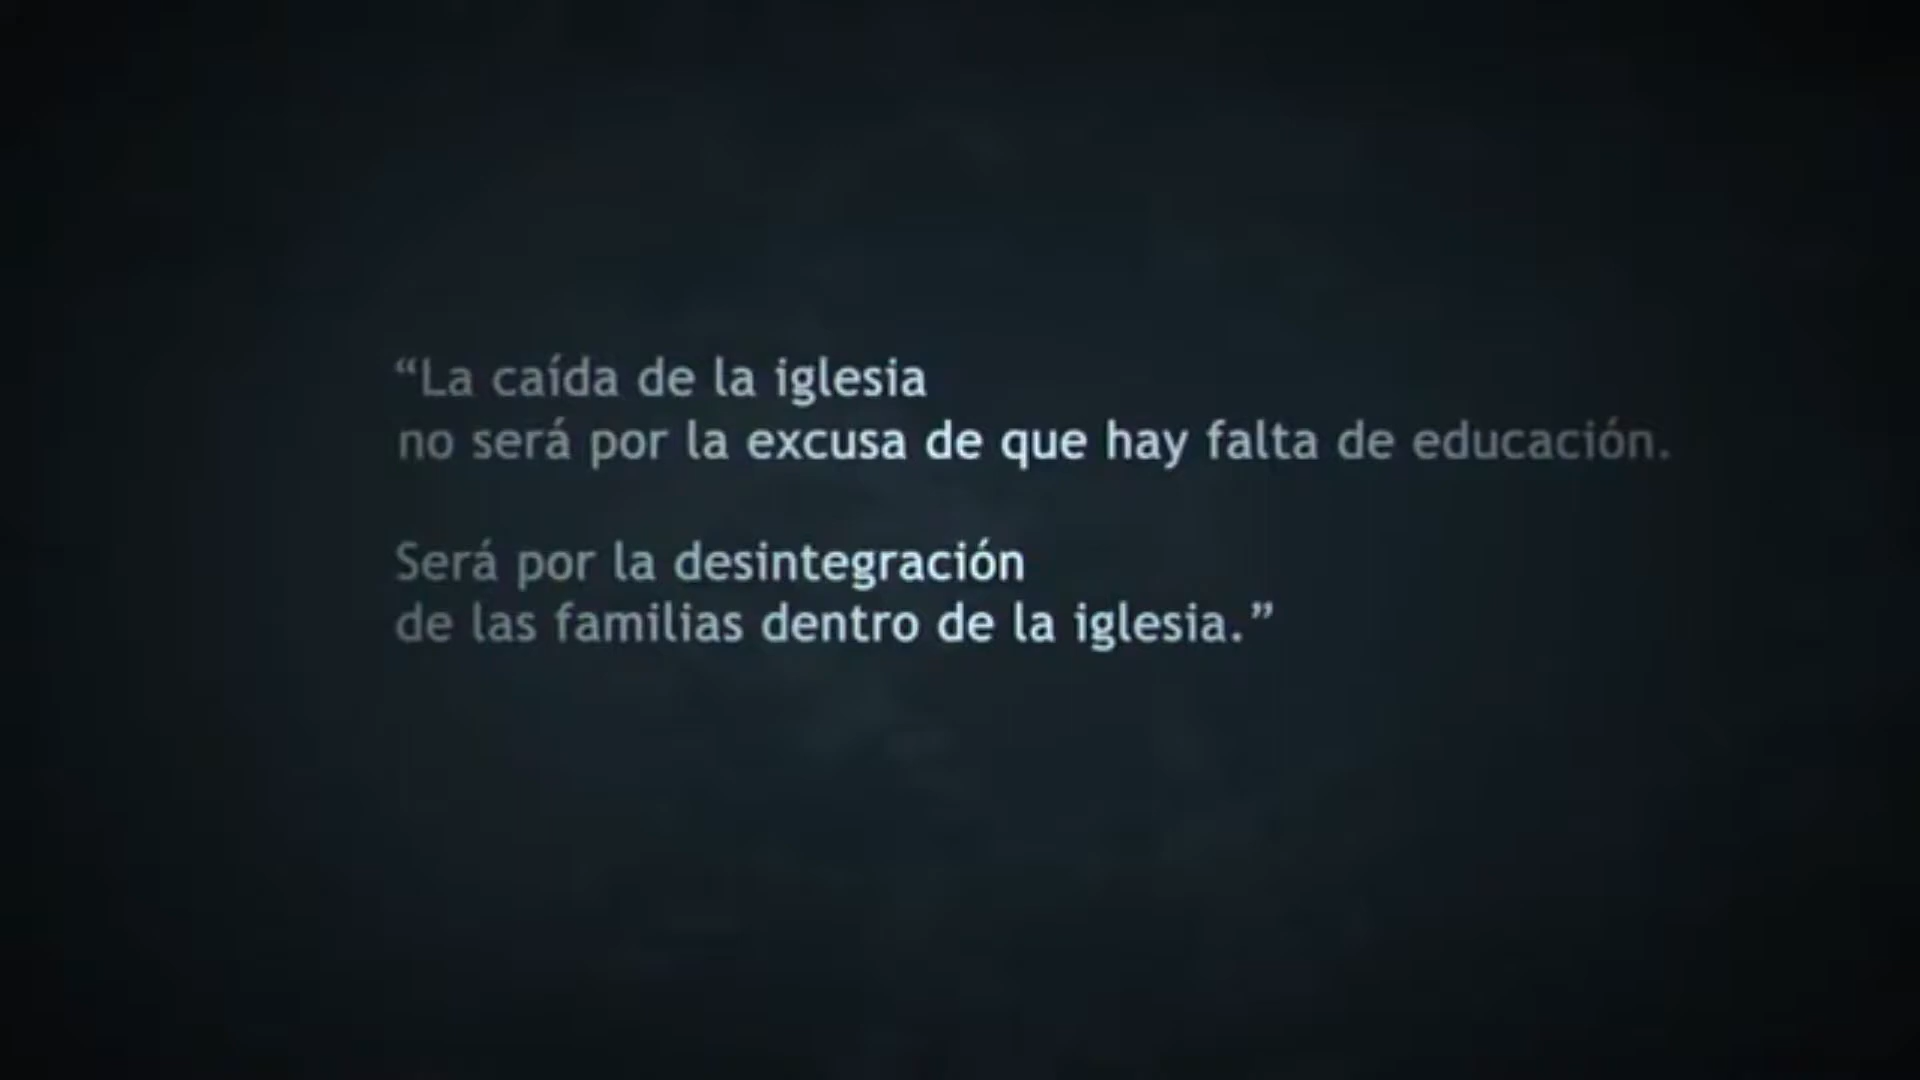 “La caída de la iglesia
no será por la excusa de que hay falta de educación.
Será por la desintegración
de las familias dentro de la iglesia.”